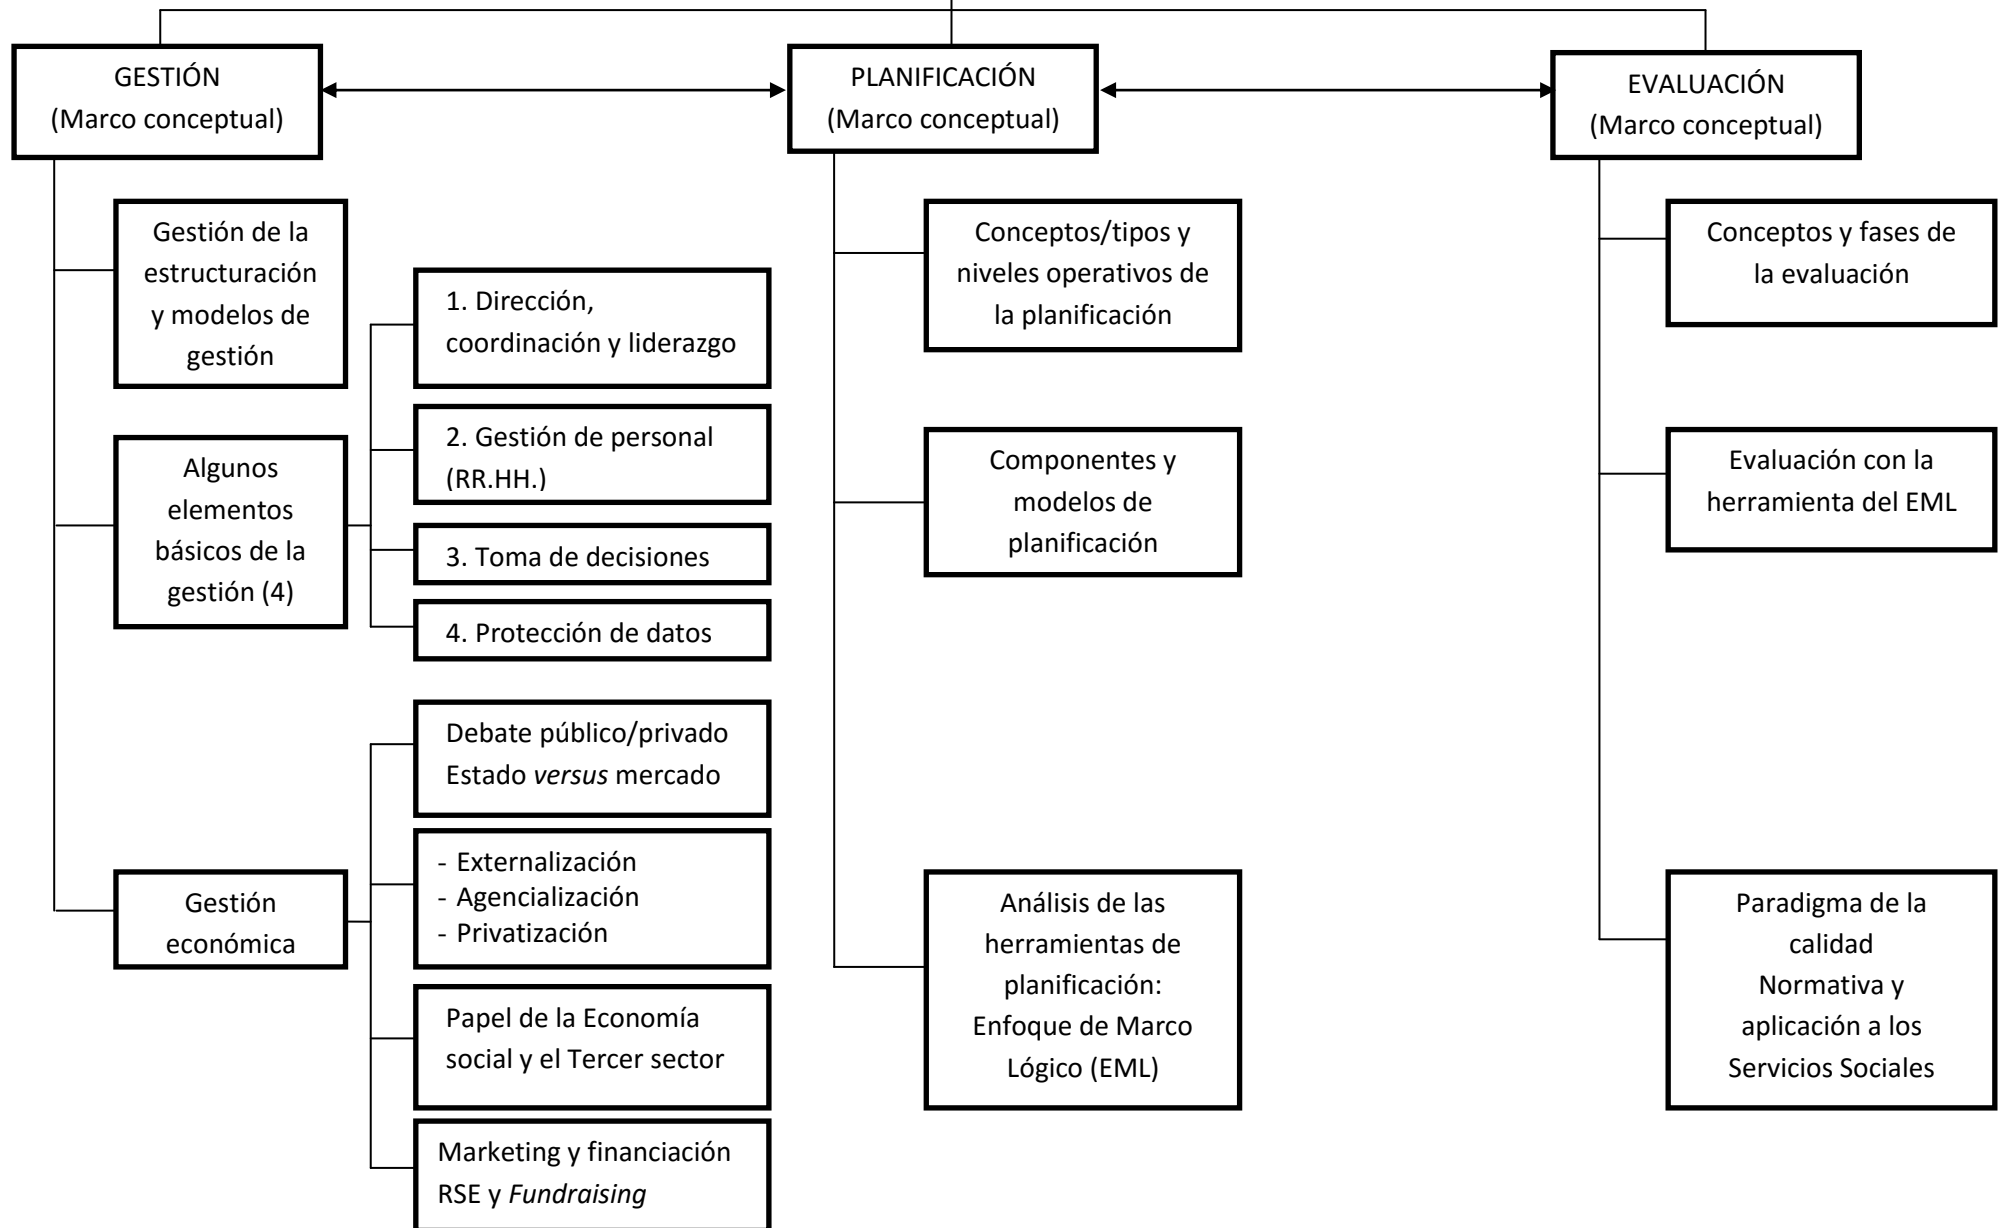 GESTIÓN
(Marco conceptual)
Gestión de la
estructuración
y modelos de
gestión
Algunos
elementos
básicos de la
gestión (4)
1. Dirección,
coordinación y liderazgo
2. Gestión de personal
(RR.HH.)
3. Toma de decisiones
4. Protección de datos
Gestión
económica
Debate público/privado
Estado versus mercado
- Externalización
- Agencialización
- Privatización
Papel de la Economía
social y el Tercer sector
Marketing y financiación
RSE y Fundraising
PLANIFICACIÓN
(Marco conceptual)
Conceptos/tipos y
niveles operativos de
la planificación
Componentes y
modelos de
planificación
Análisis de las
herramientas de
planificación:
Enfoque de Marco
Lógico (EML)
EVALUACIÓN
(Marco conceptual)
Conceptos y fases de
la evaluación
Evaluación con la
herramienta del EML
Paradigma de la
calidad
Normativa y
aplicación a los
Servicios Sociales